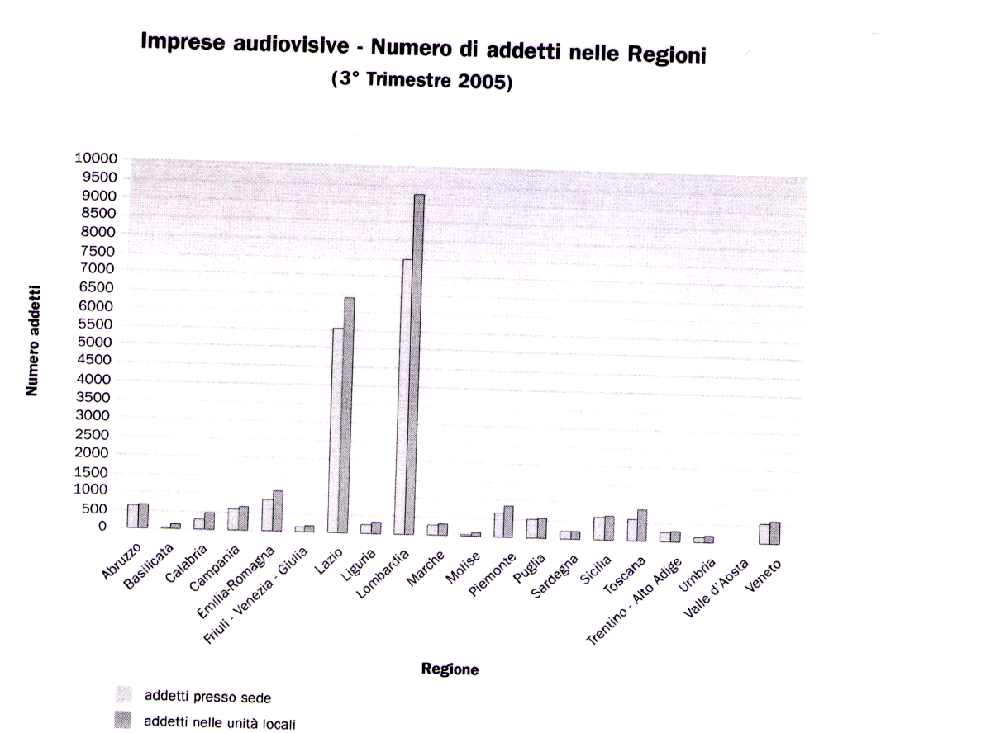 Imprese audiovisive - Numero di addetti nelle Regioni
(3° Trimestre 2005)
10000
9500
9000
8500
8000
7500
7000
6500
6000
5500
5000
4500
4000
3500
3000
2500
2000
1500
1000
500
0
Numero addetti
Abruzzo
Basilicata
Calabria
Campania
Emilia-Romagna
Friuli - Venezia - Giulia
Lazio
Liguria
Lombardia
Marche
Molise
Piemonte
Puglia
Sardegna
Sicilia
Toscana
Trentino - Alto Adige
Umbria
Valle d'Aosta
Veneto
Regione
addetti presso sede
addetti nelle unità locali